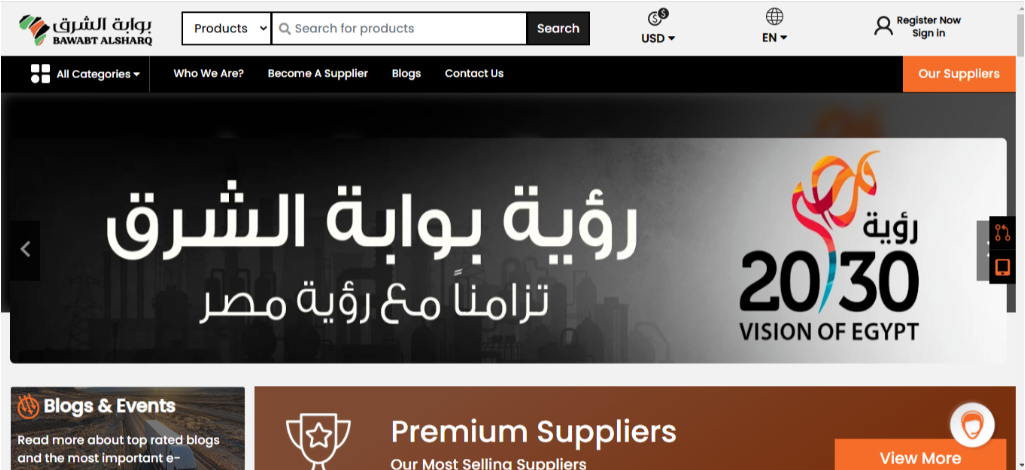 بوابة الشرق
BAWABT ALSHARQ
Products
Search for products
Search
USD
EN
Register Now
Sign in
All Categories
Who We Are?
Become A Supplier
Blogs
Contact Us
Our Suppliers
رؤية بوابة الشرق
تزامناً مع رؤية مصر
رؤية
2030
VISION OF EGYPT
Blogs & Events
Read more about top rated blogs
and the most important e-
Premium Suppliers
Our Most Selling Suppliers
View More